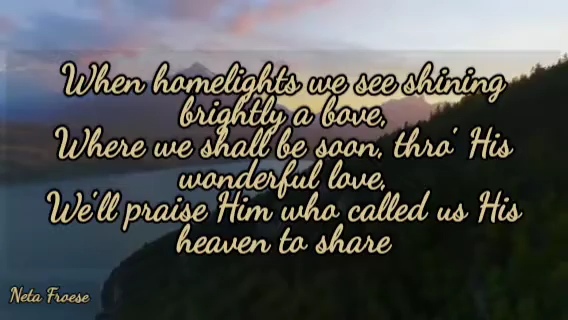 When homelights we see shining
brightly a bove,
Where we shall be soon, thro' His
wonderful love,
We'll praise Him who called us His
heaven to share
Neta Froese